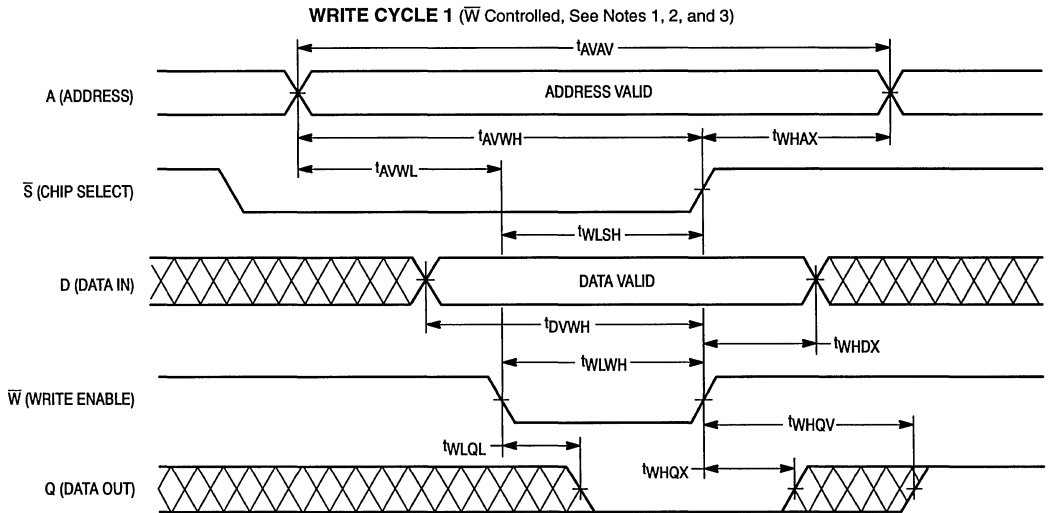 WRITE CYCLE 1 (W̅ Controlled, See Notes 1, 2, and 3)
tAVAV
A (ADDRESS)
ADDRESS VALID
tAVWH
tWHAX
tAVWL
S̅ (CHIP SELECT)
tWLSH
D (DATA IN)
DATA VALID
tDVWH
tWHDX
tWLWH
W̅ (WRITE ENABLE)
tWHQV
tWLQL
tWHQX
Q (DATA OUT)